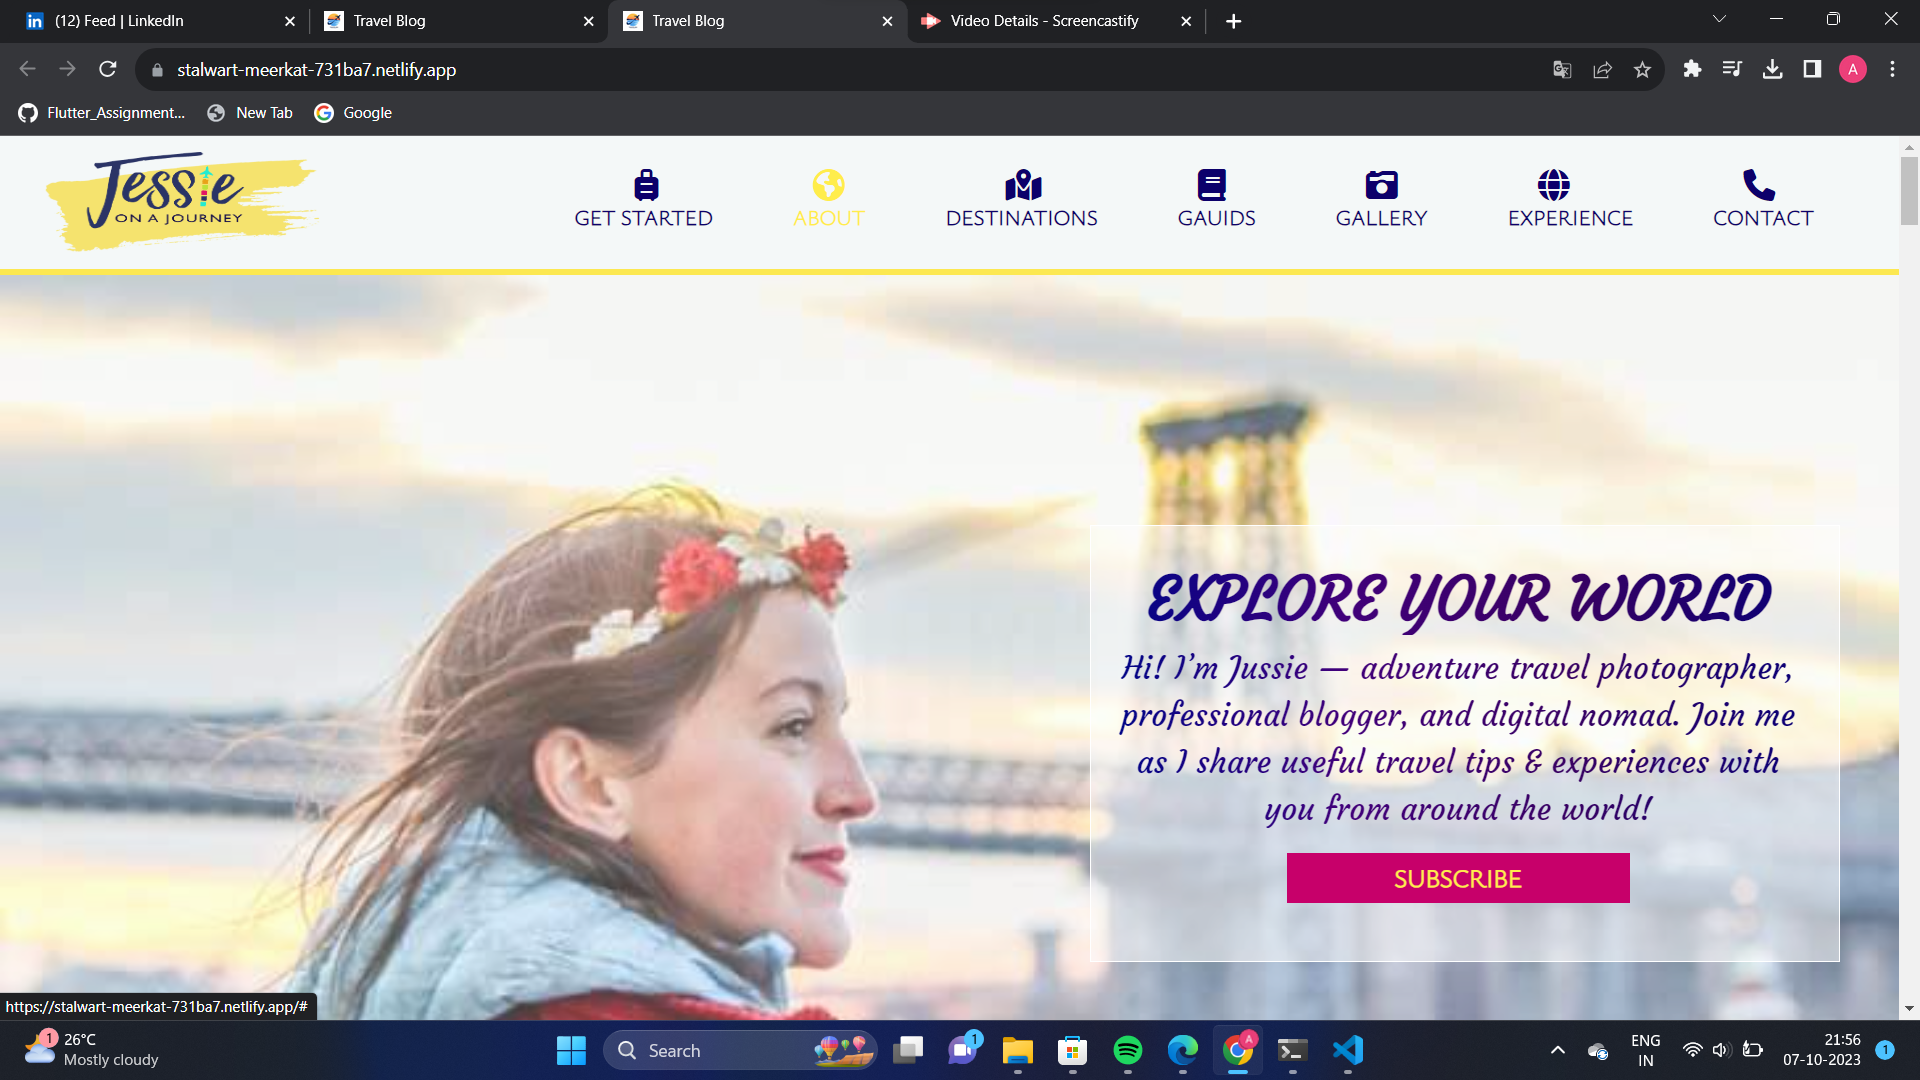 (12) Feed | LinkedIn
Travel Blog
Travel Blog
Video Details - Screencastify
stalwart-meerkat-731ba7.netlify.app
A
Flutter_Assignment...
New Tab
Google
Jessie
ON A JOURNEY
GET STARTED
ABOUT
DESTINATIONS
GAUIDS
GALLERY
EXPERIENCE
CONTACT
EXPLORE YOUR WORLD
Hi! I'm Jussie — adventure travel photographer,
professional blogger, and digital nomad. Join me
as I share useful travel tips & experiences with
you from around the world!
SUBSCRIBE
https://stalwart-meerkat-731ba7.netlify.app/#
1
26°C
Mostly cloudy
Search
1
A
ENG
IN
21:56
07-10-2023
1